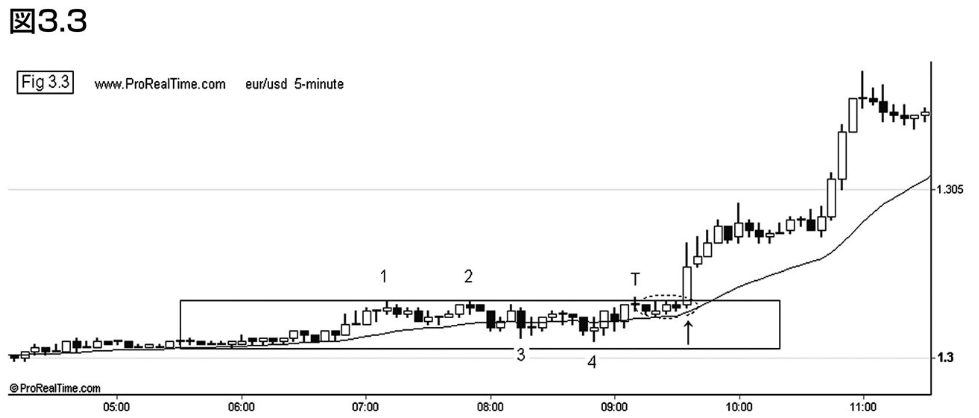 図3.3
Fig 3.3 www.ProRealTime.com eur/usd 5-minute
1.305
T
1 2
3 4
1.3
© ProRealTime.com
05:00 06:00 07:00 08:00 09:00 10:00 11:00